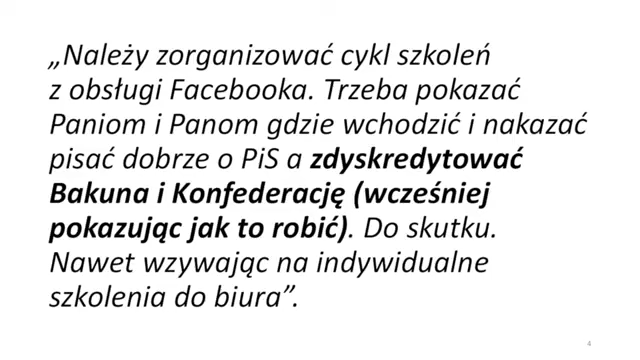 „Należy zorganizować cykl szkoleń
z obsługi Facebooka. Trzeba pokazać
Paniom i Panom gdzie wchodzić i nakazać
pisać dobrze o PiS a zdyskredytować
Bakuna i Konfederację (wcześniej
pokazując jak to robić). Do skutku.
Nawet wzywając na indywidualne
szkolenia do biura”.
4